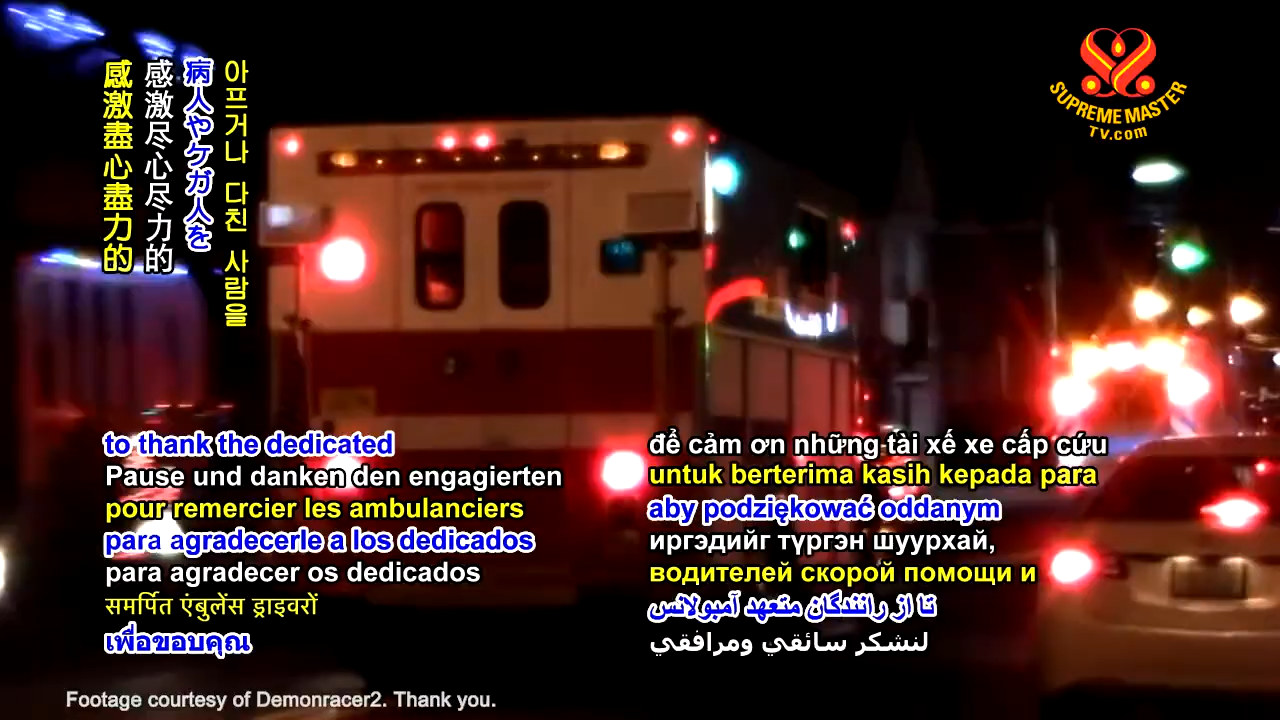 感激盡心盡力的
感激尽心尽力的
病人やケガ人を
아프거나 다친 사람을
SUPREME MASTER
TV.com
to thank the dedicated
Pause und danken den engagierten
pour remercier les ambulanciers
para agradecerle a los dedicados
para agradecer os dedicados
समर्पित एंबुलेंस ड्राइवरों
เพื่อขอบคุณ
để cảm ơn những tài xế xe cấp cứu
untuk berterima kasih kepada para
aby podziękować oddanym
иргэдийг түргэн шуурхай,
водителей скорой помощи и
تا از رانندگان متعهد آمبولانس
لنشكر سائقي ومرافقي
Footage courtesy of Demonracer2. Thank you.